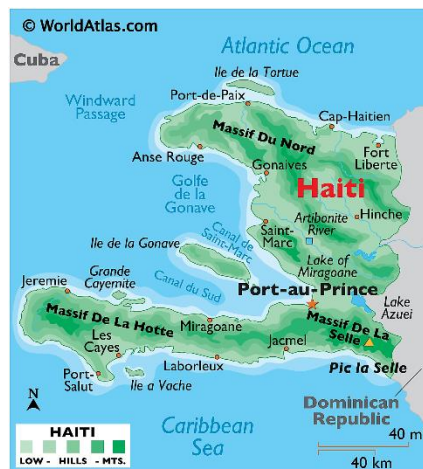 © WorldAtlas.com
Atlantic Ocean
Cuba
Ile de la Tortue
Windward
Passage
Port-de-Paix
Cap-Haitien
Massif Du Nord
Anse Rouge
Fort
Liberte
Gonaives
Golfe
de la
Gonave
Haiti
Artibonite
River
Hinche
Saint-
Marc
Canal de
Saint-Marc
Ile de la Gonave
Lake of
Miragoane
Grande
Cayemite
Canal du Sud
Port-au-Prince
Jeremie
Lake
Azuei
Massif De La Hotte
Miragoane
Massif De La
Selle
Les
Cayes
Jacmel
Port-
Salut
Laborleux
Pic la Selle
Ile a Vache
N
Dominican
Republic
Caribbean
Sea
HAITI
LOW - HILLS - MTS.
40 m
40 km